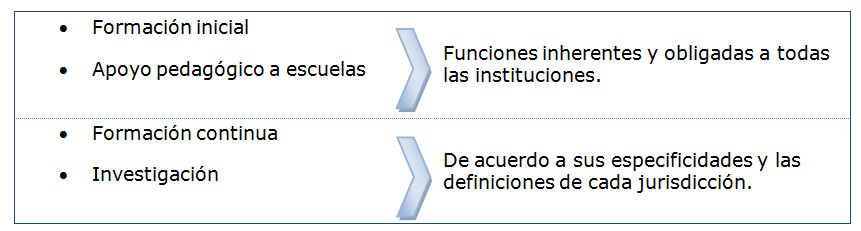 • Formación inicial
• Apoyo pedagógico a escuelas
Funciones inherentes y obligadas a todas
las instituciones.
• Formación continua
• Investigación
De acuerdo a sus especificidades y las
definiciones de cada jurisdicción.